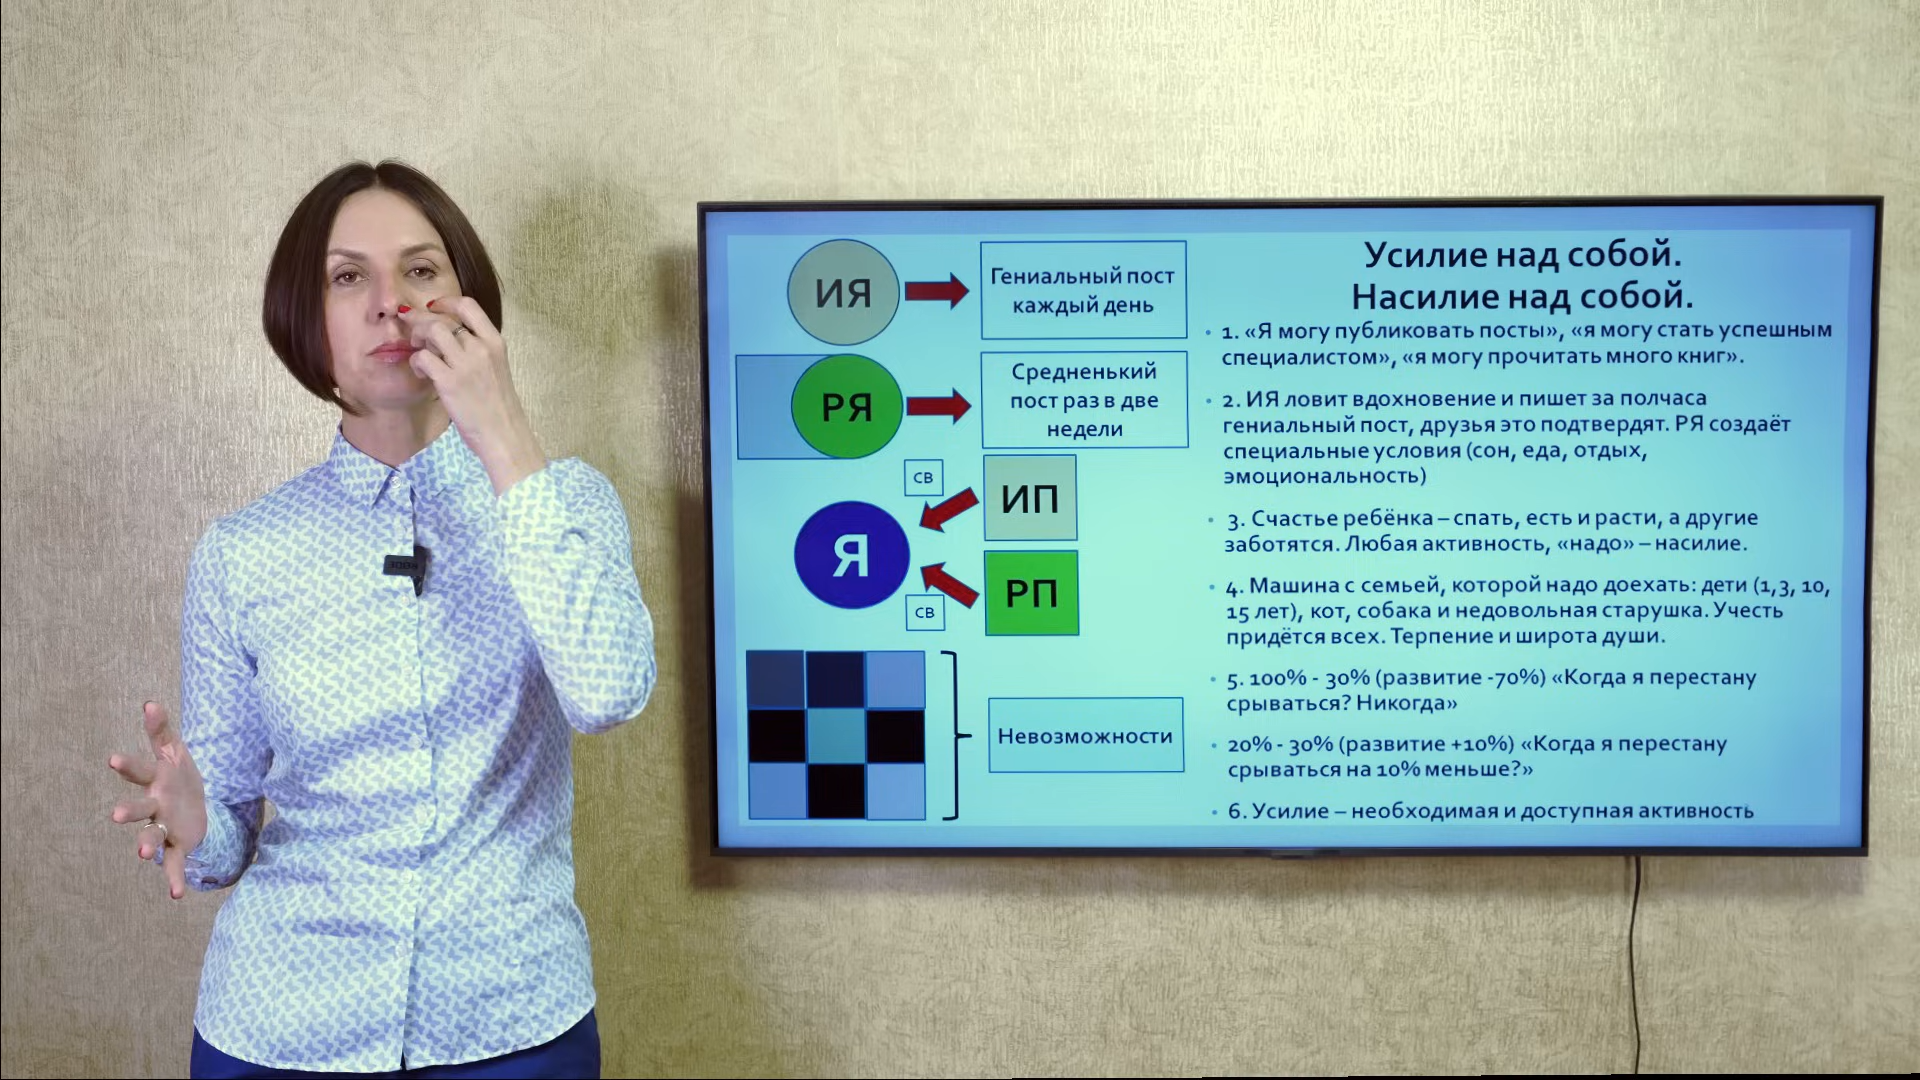 ИЯ
Гениальный пост
каждый день
РЯ
Средненький
пост раз в две
недели
СВ
ИП
Я
РП
СВ
Невозможности
Усилие над собой.
Насилие над собой.
1. «Я могу публиковать посты», «я могу стать успешным
специалистом», «я могу прочитать много книг».
2. ИЯ ловит вдохновение и пишет за полчаса
гениальный пост, друзья это подтвердят. РЯ создаёт
специальные условия (сон, еда, отдых,
эмоциональность)
3. Счастье ребёнка – спать, есть и расти, а другие
заботятся. Любая активность, «надо» – насилие.
4. Машина с семьей, которой надо доехать: дети (1,3, 10,
15 лет), кот, собака и недовольная старушка. Учесть
придётся всех. Терпение и широта души.
5. 100% - 30% (развитие -70%) «Когда я перестану
срываться? Никогда»
20% - 30% (развитие +10%) «Когда я перестану
срываться на 10% меньше?»
6. Усилие – необходимая и доступная активность